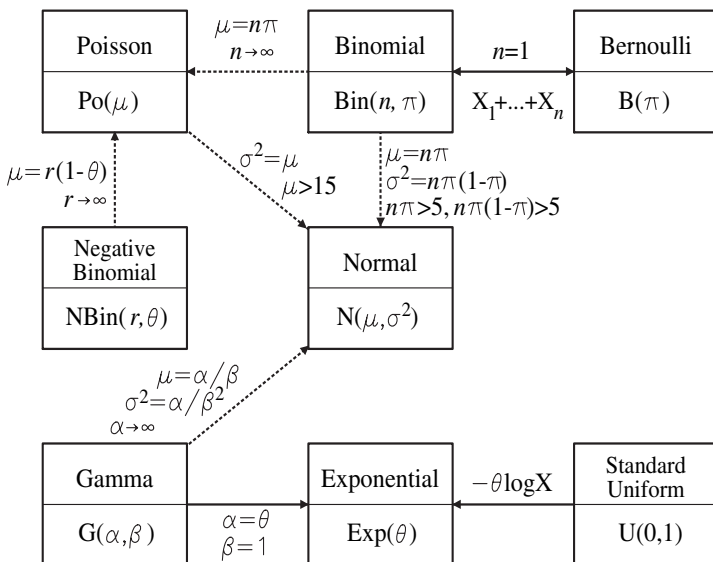 Poisson
Po(μ)
μ=nπ
n→∞
Binomial
Bin(n, π)
n=1
X₁+...+Xₙ
Bernoulli
B(π)
μ=r(1-θ)
r→∞
σ²=μ
μ>15
μ=nπ
σ²=nπ(1-π)
nπ>5, nπ(1-π)>5
Negative
Binomial
NBin(r,θ)
Normal
N(μ,σ²)
μ=α/β
σ²=α/β²
α→∞
Gamma
G(α,β)
α=θ
β=1
Exponential
Exp(θ)
−θlogX
Standard
Uniform
U(0,1)